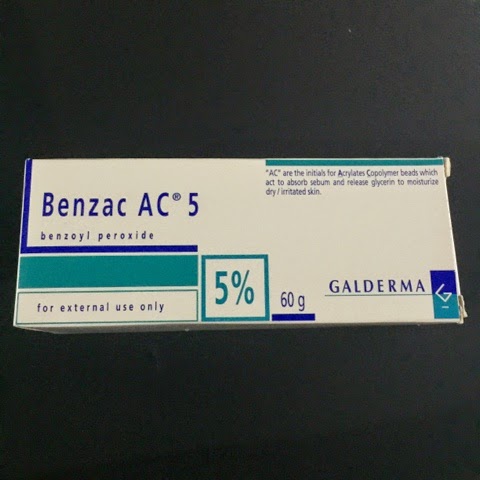 "AC" are the initials for Acrylates Copolymer beads which
act to absorb sebum and release glycerin to moisturize
dry / irritated skin.
Benzac AC® 5
benzoyl peroxide
5%
60 g
GALDERMA
for external use only